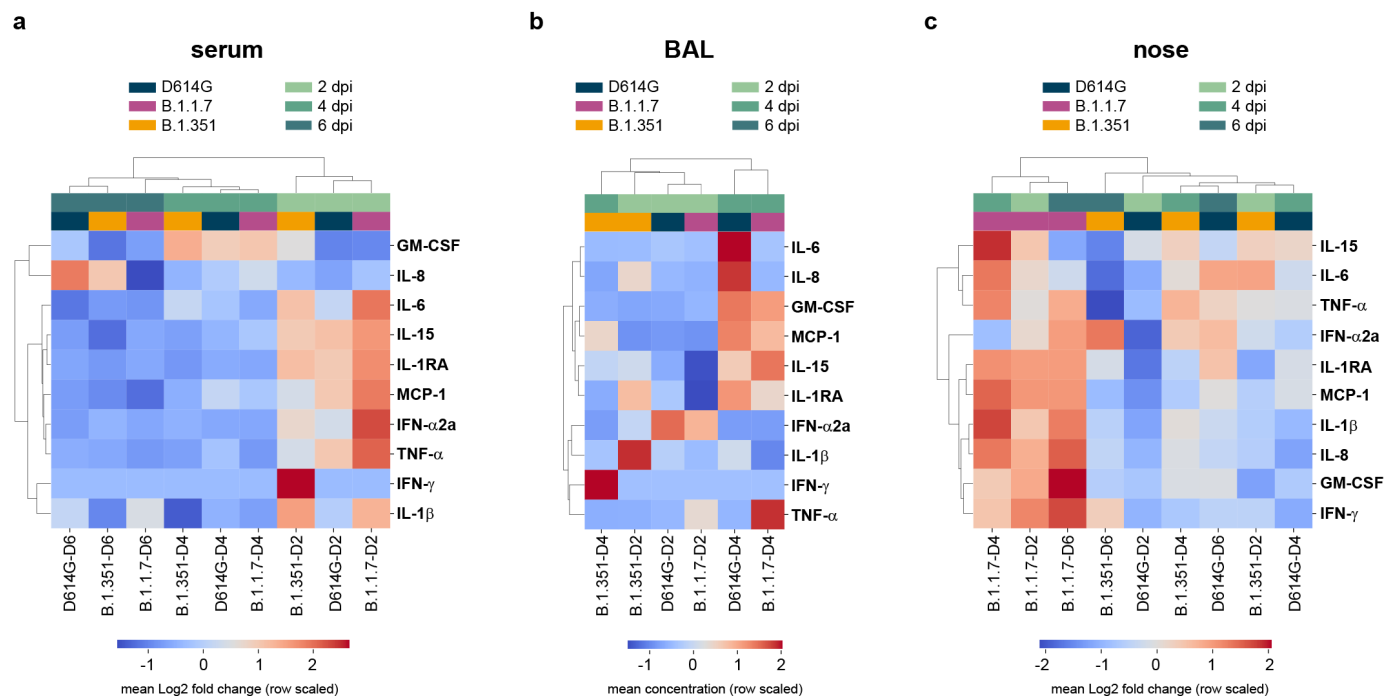 a
serum
D614G
2 dpi
B.1.1.7
4 dpi
B.1.351
6 dpi
GM-CSF
IL-8
IL-6
IL-15
IL-1RA
MCP-1
IFN-α2a
TNF-α
IFN-γ
IL-1β
D614G-D6
B.1.351-D6
B.1.1.7-D6
B.1.351-D4
D614G-D4
B.1.1.7-D4
B.1.351-D2
D614G-D2
B.1.1.7-D2
-1 0 1 2
mean Log2 fold change (row scaled)
b
BAL
D614G
2 dpi
B.1.1.7
4 dpi
B.1.351
6 dpi
IL-6
IL-8
GM-CSF
MCP-1
IL-15
IL-1RA
IFN-α2a
IL-1β
IFN-γ
TNF-α
B.1.351-D4
B.1.351-D2
D614G-D2
B.1.1.7-D2
D614G-D4
B.1.1.7-D4
-1 0 1 2
mean concentration (row scaled)
c
nose
D614G
2 dpi
B.1.1.7
4 dpi
B.1.351
6 dpi
IL-15
IL-6
TNF-α
IFN-α2a
IL-1RA
MCP-1
IL-1β
IL-8
GM-CSF
IFN-γ
B.1.1.7-D4
B.1.1.7-D2
B.1.1.7-D6
B.1.351-D6
D614G-D2
B.1.351-D4
D614G-D6
B.1.351-D2
D614G-D4
-2 -1 0 1 2
mean Log2 fold change (row scaled)